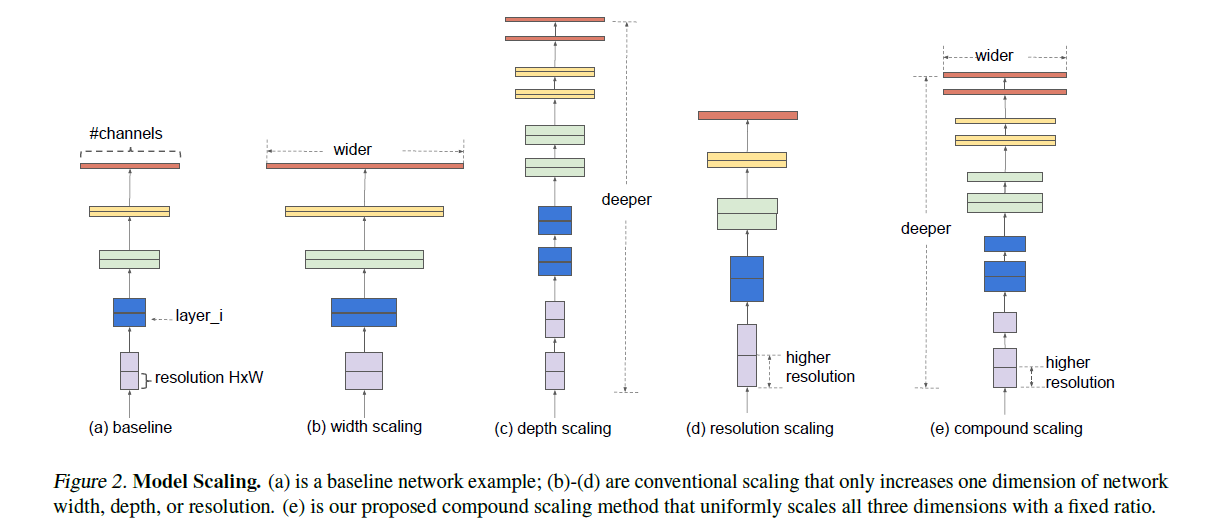 #channels
layer_i
resolution HxW
(a) baseline
wider
(b) width scaling
deeper
(c) depth scaling
higher
resolution
(d) resolution scaling
wider
deeper
higher
resolution
(e) compound scaling
Figure 2. Model Scaling. (a) is a baseline network example; (b)-(d) are conventional scaling that only increases one dimension of network
width, depth, or resolution. (e) is our proposed compound scaling method that uniformly scales all three dimensions with a fixed ratio.